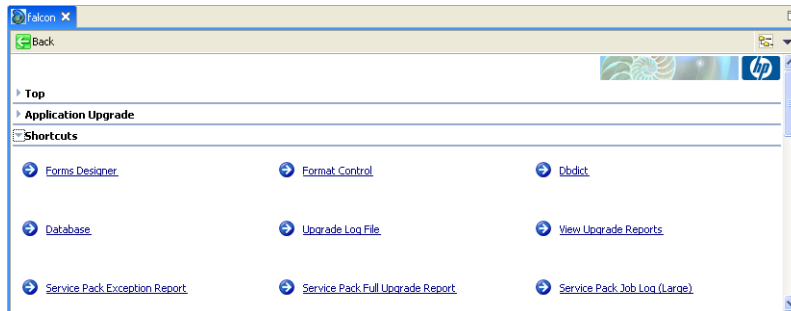 falcon
Back
hp
Top
Application Upgrade
Shortcuts
Forms Designer Format Control Dbdict
Database Upgrade Log File View Upgrade Reports
Service Pack Exception Report Service Pack Full Upgrade Report Service Pack Job Log (Large)